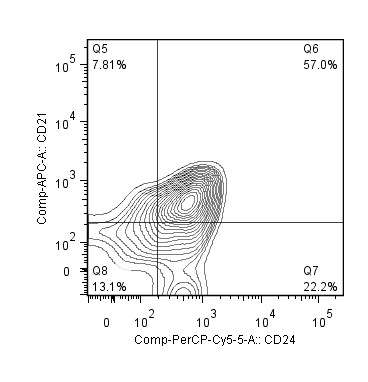 Q5
7.81%
Q6
57.0%
10^5
10^4
10^3
10^2
0
Comp-APC-A:: CD21
Q8
13.1%
Q7
22.2%
0
10^2
10^3
10^4
10^5
Comp-PerCP-Cy5-5-A:: CD24